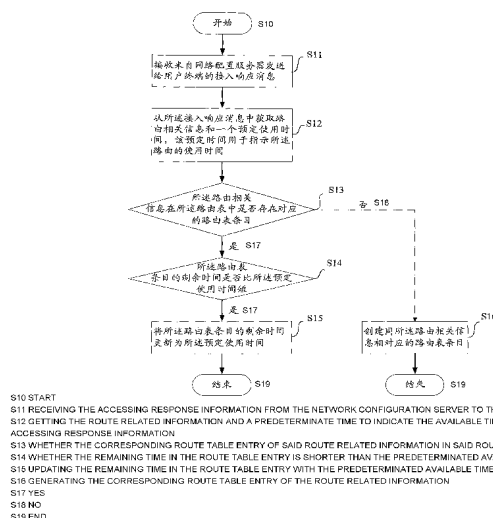 开始
S10
接收来自网络配置服务器发送
给用户终端的接入响应消息
S11
从所述接入响应消息中获取路
由相关信息和一个预定使用时
间，该预定时间用于指示所述
路由的使用时间
S12
所述路由相关
信息在所述路由表中是否存在对应
的路由表条目
S13
否 S18
是 S17
所述路由表
条目的剩余时间是否比所述预定
使用时间短
S14
是 S17
将所述路由表条目的剩余时间
更新为所述预定使用时间
S15
创建同所述路由相关信
息相对应的路由表条目
结束
S19
结束
S19
S10 START
S11 RECEIVING THE ACCESSING RESPONSE INFORMATION FROM THE NETWORK CONFIGURATION SERVER TO
S12 GETTING THE ROUTE RELATED INFORMATION AND A PREDETERMINATE TIME TO INDICATE THE AVAILABLE
ACCESSING RESPONSE INFORMATION
S13 WHETHER THE CORRESPONDING ROUTE TABLE ENTRY OF SAID ROUTE RELATED INFORMATION IN SAID
S14 WHETHER THE REMAINING TIME IN THE ROUTE TABLE ENTRY IS SHORTER THAN THE PREDETERMINATED
S15 UPDATING THE REMAINING TIME IN THE ROUTE TABLE ENTRY WITH THE PREDETERMINATED AVAILABLE TIME
S16 GENERATING THE CORRESPONDING ROUTE TABLE ENTRY OF THE ROUTE RELATED INFORMATION
S17 YES
S18 NO
S19 END